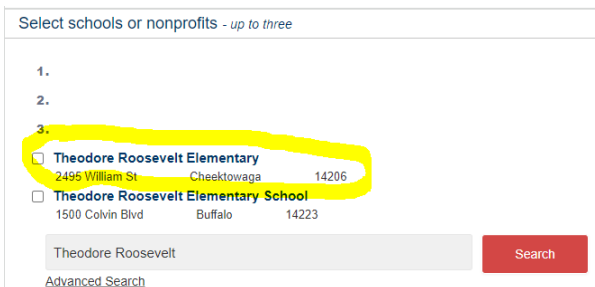 Select schools or nonprofits - up to three
1.
2.
3.
Theodore Roosevelt Elementary
2495 William St Cheektowaga 14206
Theodore Roosevelt Elementary School
1500 Colvin Blvd Buffalo 14223
Theodore Roosevelt Search
Advanced Search